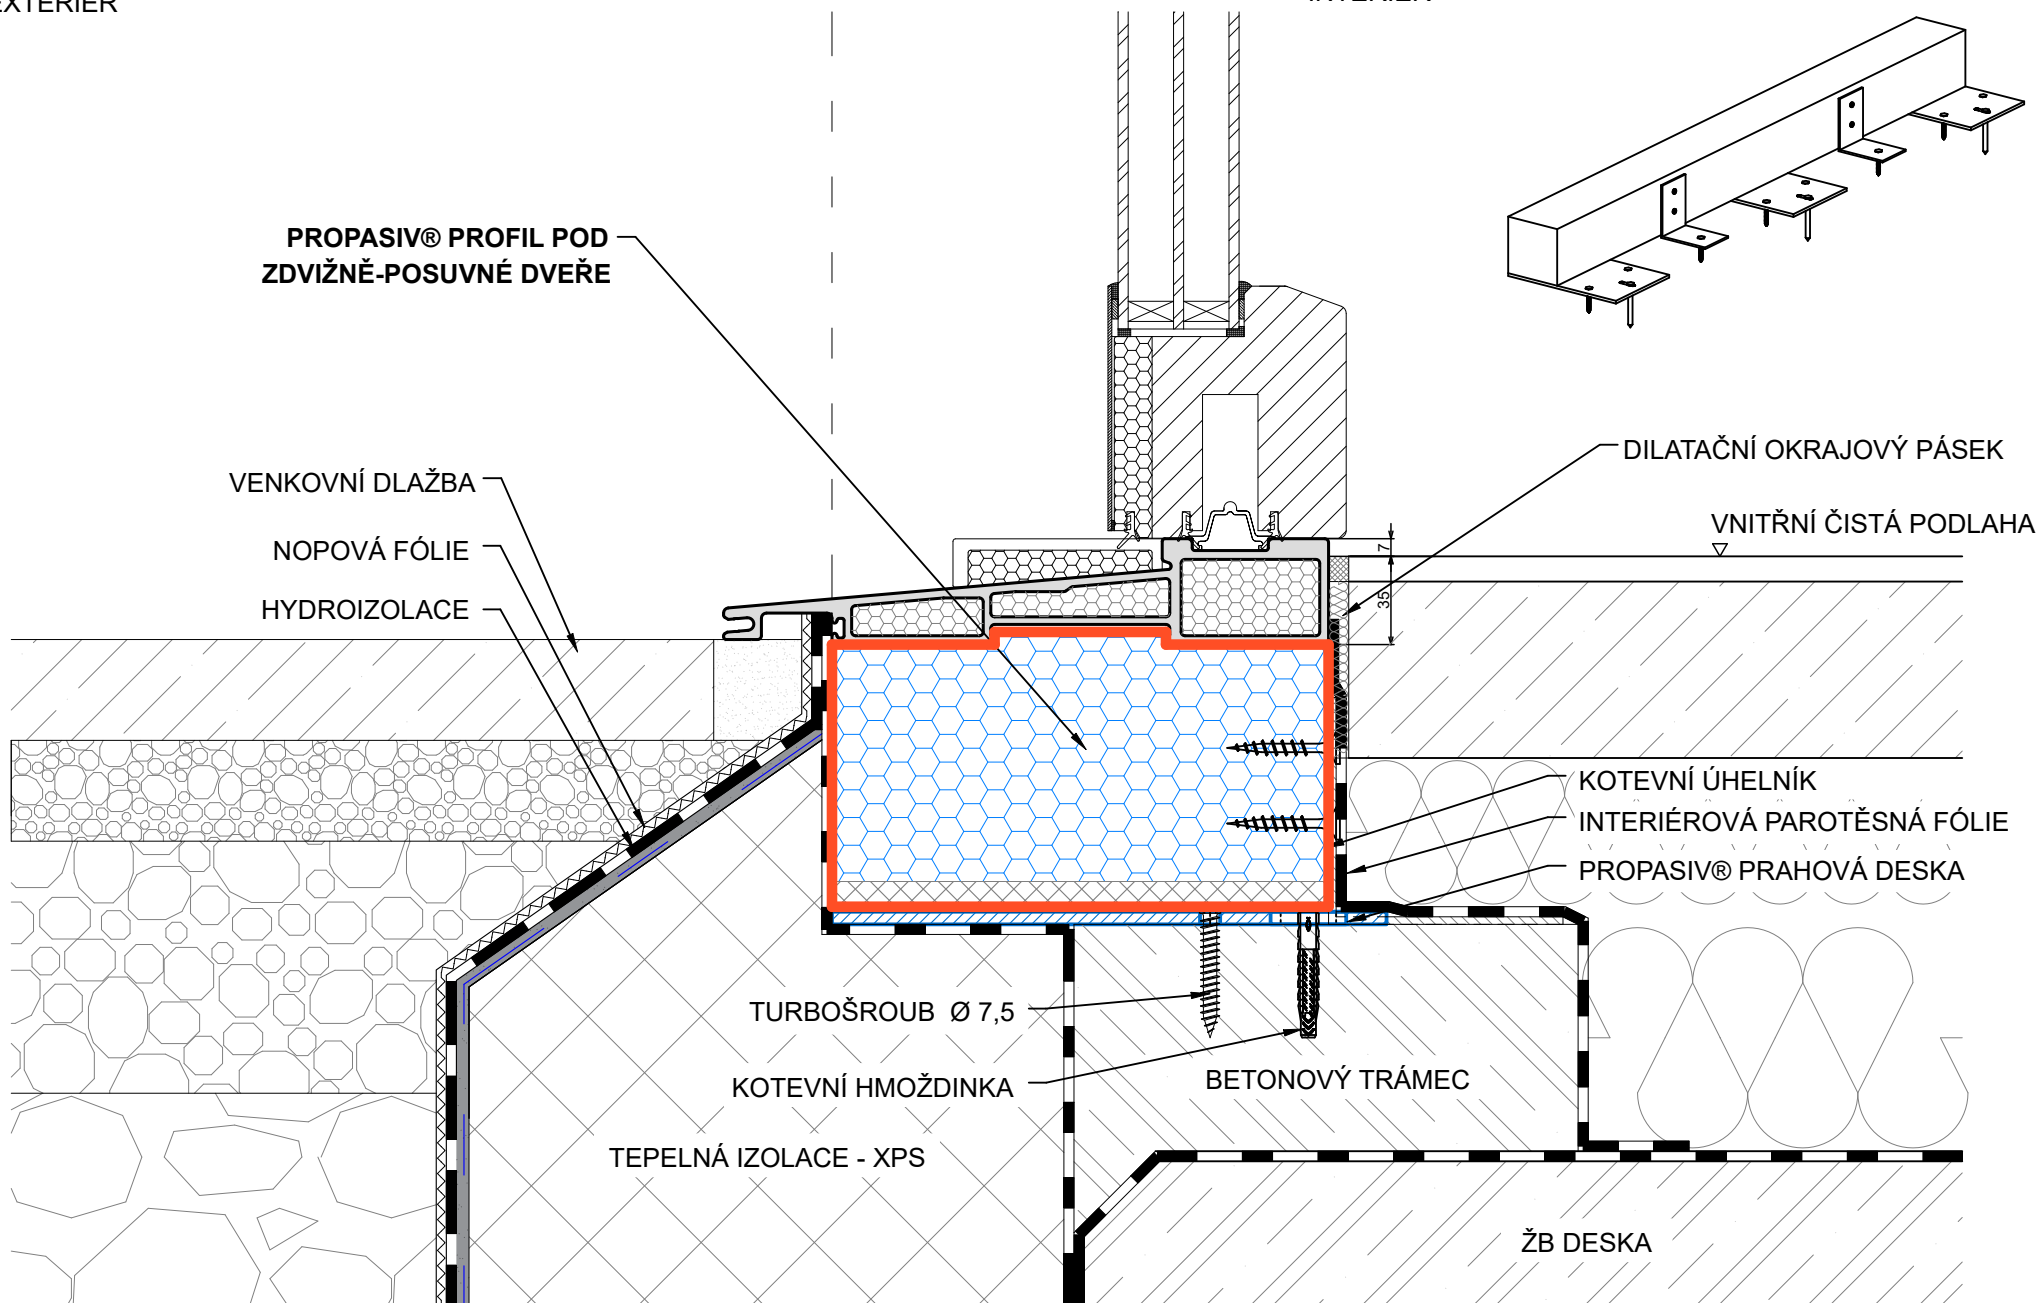 EXTERIÉR
INTERIÉR
PROPASIV® PROFIL POD
ZDVIŽNĚ-POSUVNÉ DVEŘE
VENKOVNÍ DLAŽBA
NOPOVÁ FÓLIE
HYDROIZOLACE
DILATAČNÍ OKRAJOVÝ PÁSEK
VNITŘNÍ ČISTÁ PODLAHA
7
35
KOTEVNÍ ÚHELNÍK
INTERIÉROVÁ PAROTĚSNÁ FÓLIE
PROPASIV® PRAHOVÁ DESKA
TURBOŠROUB Ø 7,5
KOTEVNÍ HMOŽDINKA
BETONOVÝ TRÁMEC
TEPELNÁ IZOLACE - XPS
ŽB DESKA